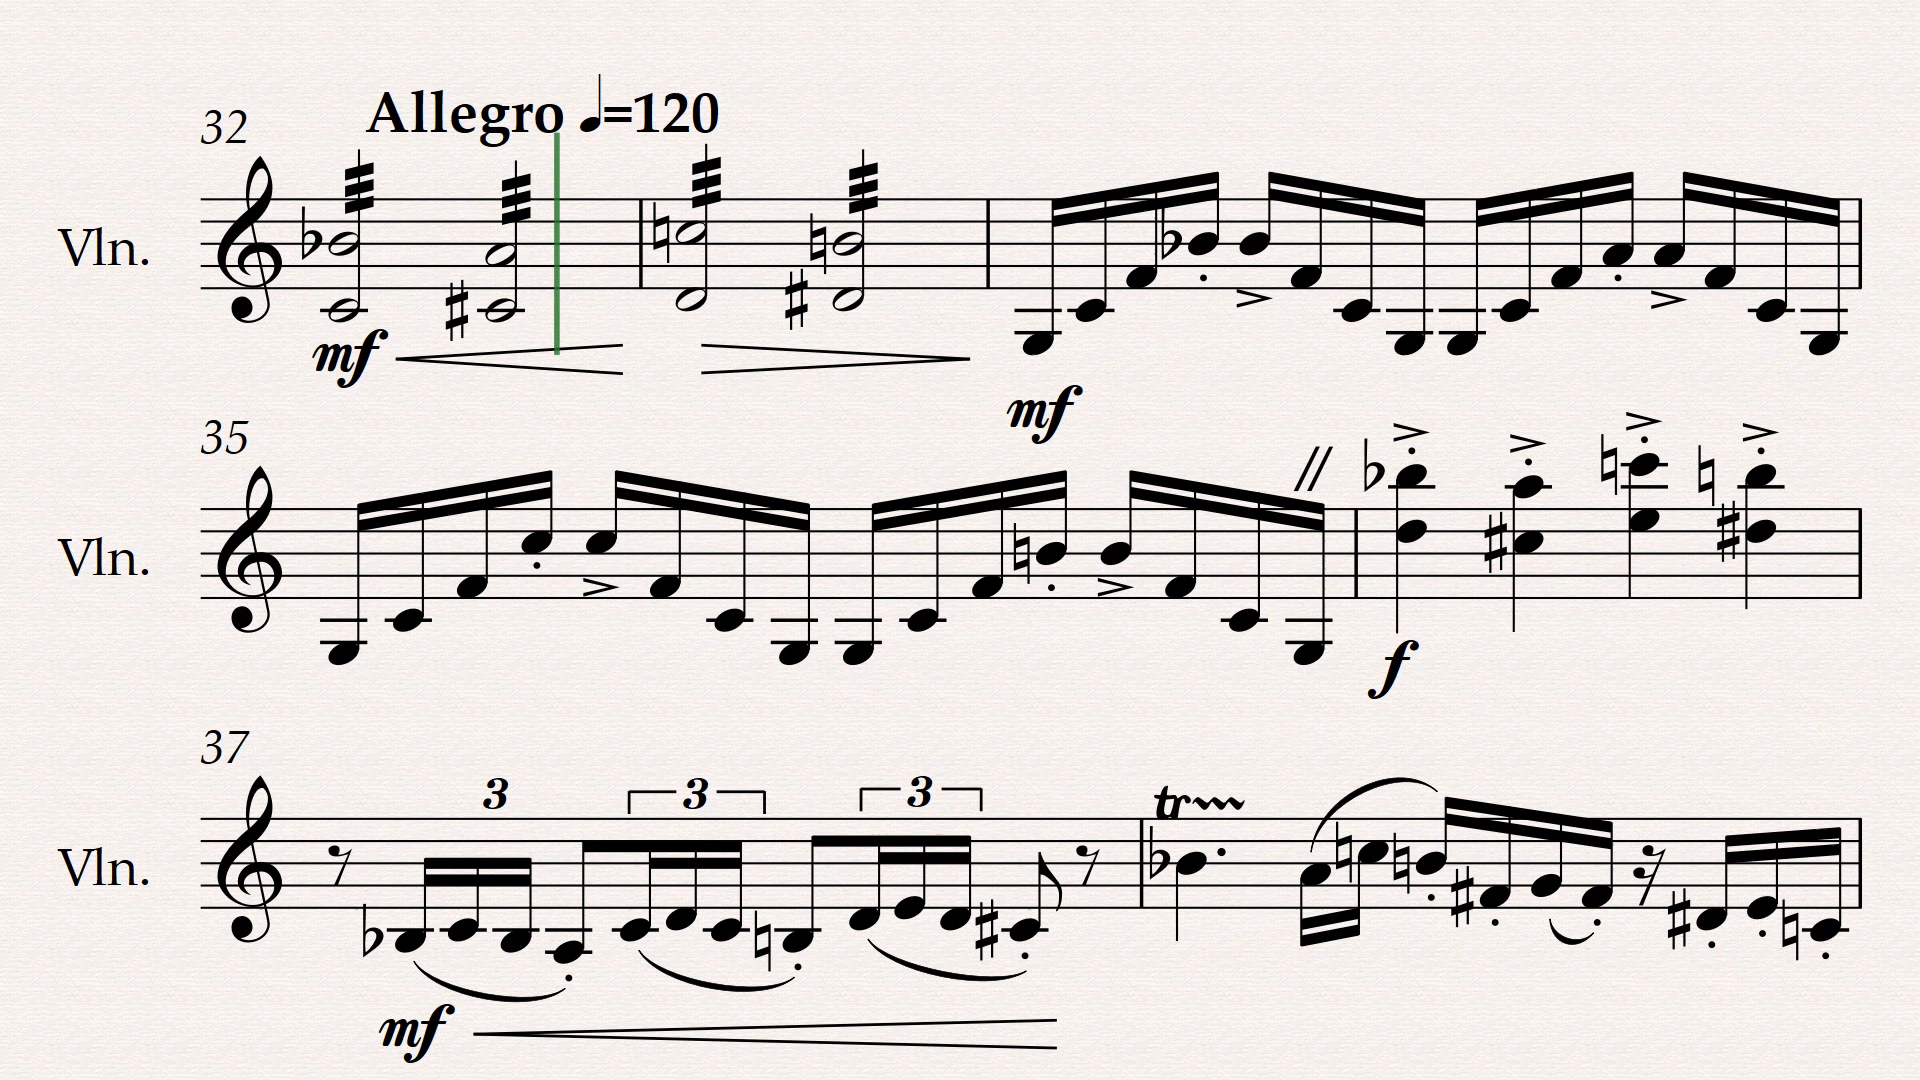 Allegro ♩=120
32
Vln.
mf
mf
35
Vln.
f
37
3 3 3
tr
Vln.
mf